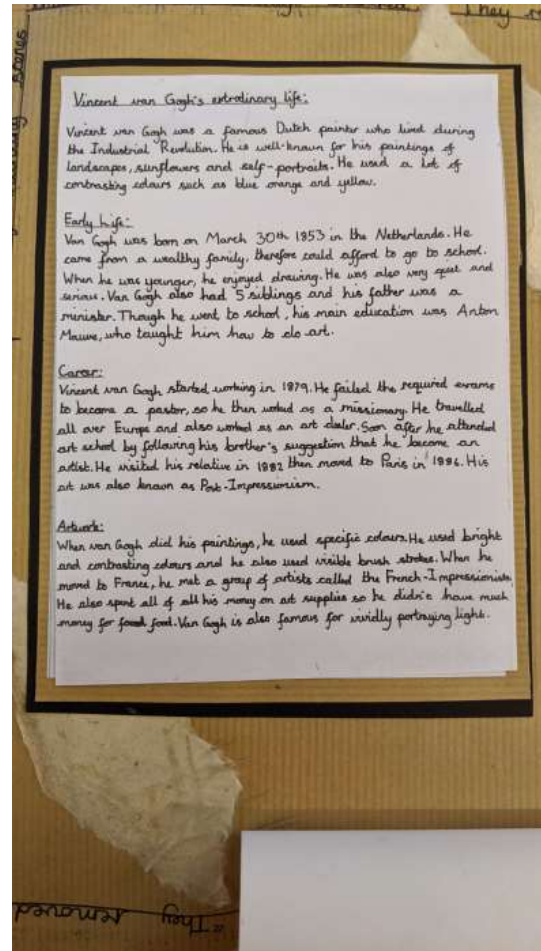 They
scenes
Vincent van Gogh's extrodinary life:
Vincent van Gogh was a famous Dutch painter who lived during
the Industrial Revolution. He is well-known for his paintings of
landscapes, sunflowers and self-portraits. He used a lot of
contrasting colours such as blue orange and yellow.
Early Life:
Van Gogh was born on March 30th 1853 in the Netherlands. He
came from a wealthy family, therefore could afford to go to school.
When he was younger, he enjoyed drawing. He was also very quiet and
serious. Van Gogh also had 5 siblings and his father was a
minister. Though he went to school, his main education was Anton
Mauve, who taught him how to do art.
Career:
Vincent van Gogh started working in 1879. He failed the required exams
to become a pastor, so he then worked as a missionary. He travelled
all over Europe and also worked as an art dealer. Soon after he attended
art school by following his brother's suggestion that he become an
artist. He visited his relative in 1882 then moved to Paris in 1886. His
art was also known as Post-Impressionism.
Artwork:
When van Gogh did his paintings, he used specific colours. He used bright
and contrasting colours and he also used visible brush strokes. When he
moved to France, he met a group of artists called the French-Impressionists.
He also spent all of all his money on art supplies so he didn't have much
money for food. Van Gogh is also famous for vividly portraying light.
"They removed